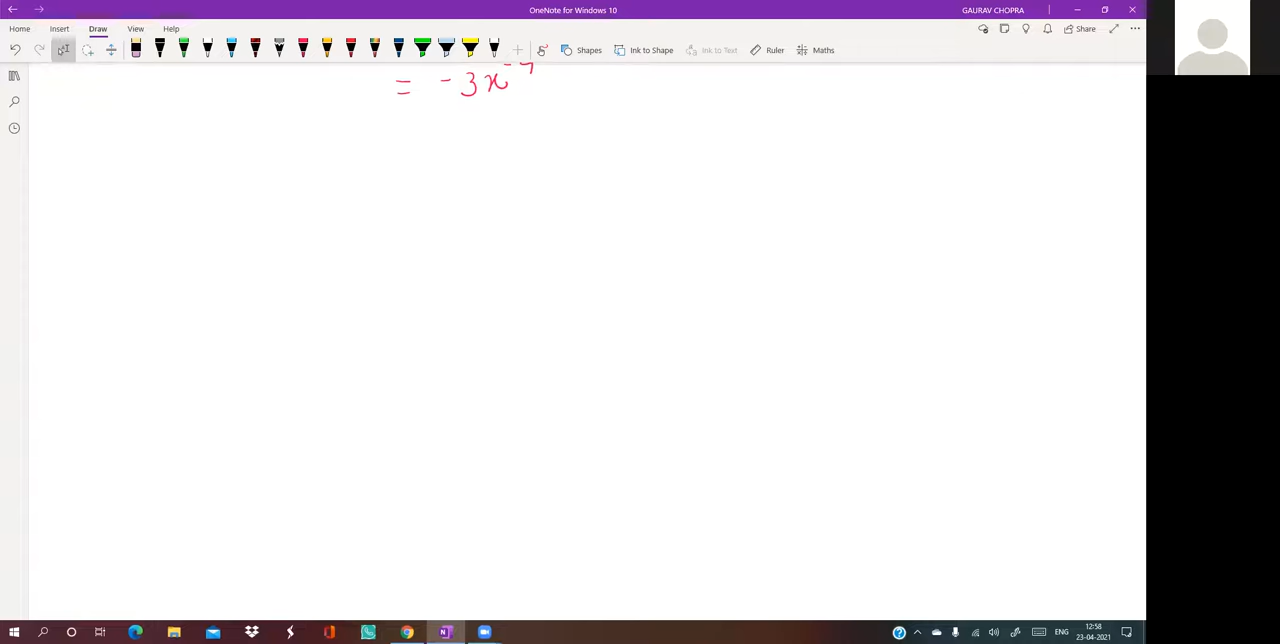 OneNote for Windows 10
GAURAV CHOPRA
Home Insert Draw View Help
Share
Shapes Ink to Shape Ink to Text Ruler Maths
= -3x
ENG
12:58
23-04-2021